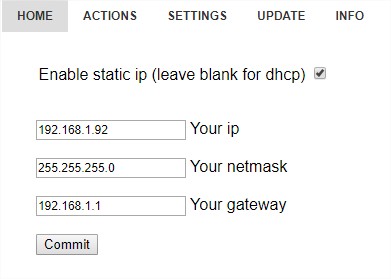 HOME ACTIONS SETTINGS UPDATE INFO
Enable static ip (leave blank for dhcp)
192.168.1.92 Your ip
255.255.255.0 Your netmask
192.168.1.1 Your gateway
Commit